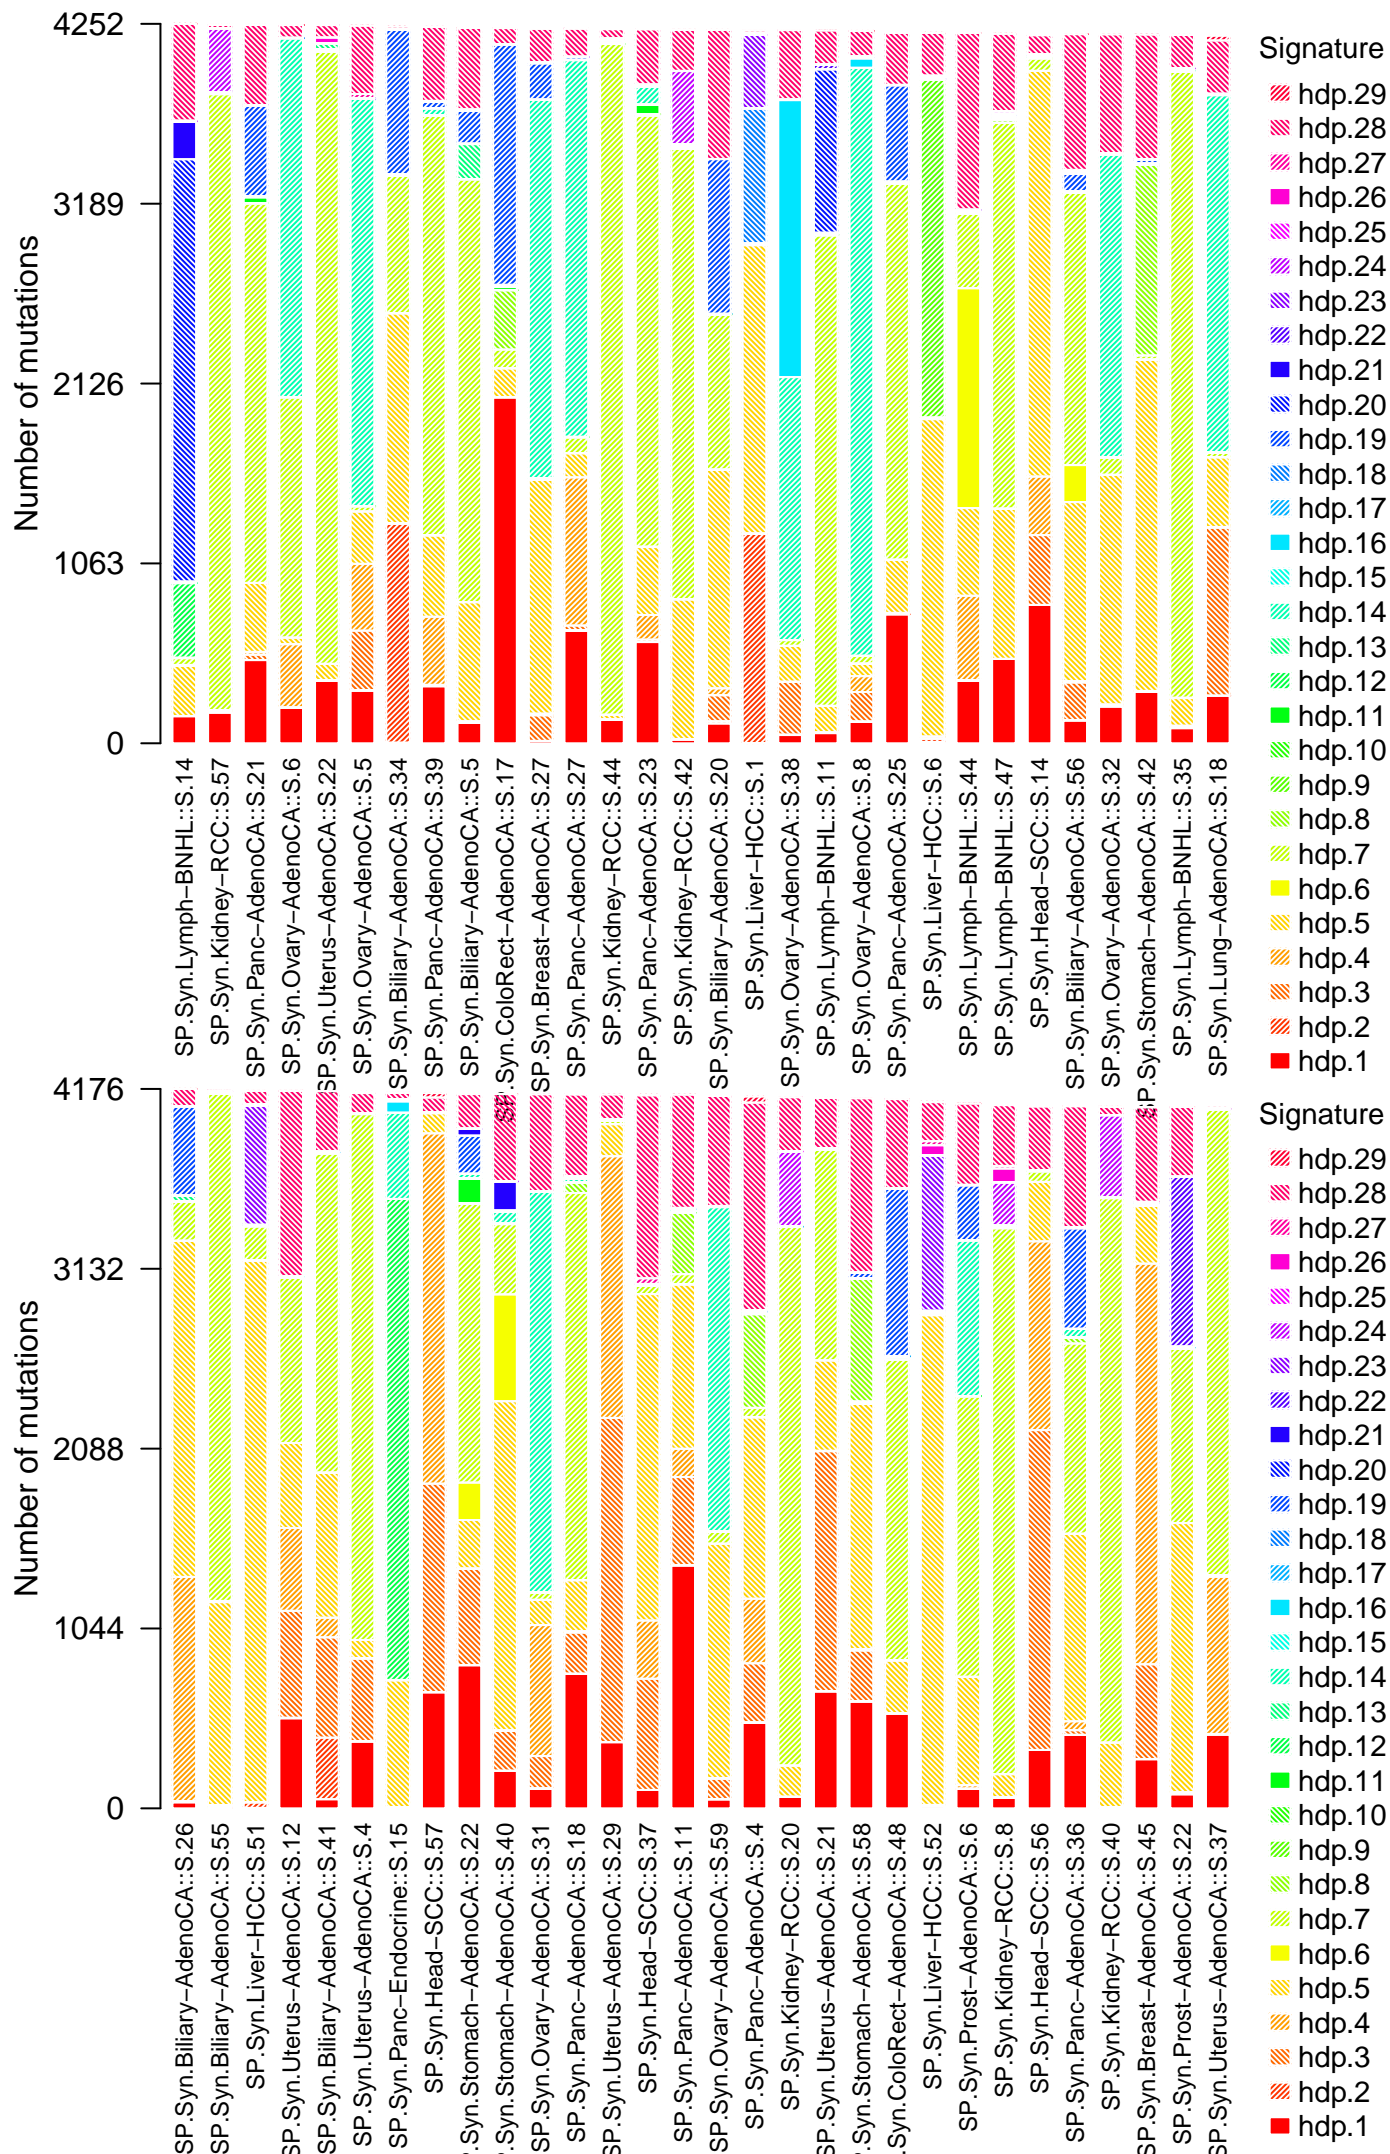 4252
3189
2126
1063
0
Number of mutations
Signature
hdp.29
hdp.28
hdp.27
hdp.26
hdp.25
hdp.24
hdp.23
hdp.22
hdp.21
hdp.20
hdp.19
hdp.18
hdp.17
hdp.16
hdp.15
hdp.14
hdp.13
hdp.12
hdp.11
hdp.10
hdp.9
hdp.8
hdp.7
hdp.6
hdp.5
hdp.4
hdp.3
hdp.2
hdp.1
SP.Syn.Lymph−BNHL::S.14
SP.Syn.Kidney−RCC::S.57
SP.Syn.Panc−AdenoCA::S.21
SP.Syn.Ovary−AdenoCA::S.6
SP.Syn.Uterus−AdenoCA::S.22
SP.Syn.Ovary−AdenoCA::S.5
SP.Syn.Biliary−AdenoCA::S.34
SP.Syn.Panc−AdenoCA::S.39
SP.Syn.Biliary−AdenoCA::S.5
SP.Syn.ColoRect−AdenoCA::S.17
SP.Syn.Breast−AdenoCA::S.27
SP.Syn.Panc−AdenoCA::S.27
SP.Syn.Kidney−RCC::S.44
SP.Syn.Panc−AdenoCA::S.23
SP.Syn.Kidney−RCC::S.42
SP.Syn.Biliary−AdenoCA::S.20
SP.Syn.Liver−HCC::S.1
SP.Syn.Ovary−AdenoCA::S.38
SP.Syn.Lymph−BNHL::S.11
SP.Syn.Ovary−AdenoCA::S.8
SP.Syn.Panc−AdenoCA::S.25
SP.Syn.Liver−HCC::S.6
SP.Syn.Lymph−BNHL::S.44
SP.Syn.Lymph−BNHL::S.47
SP.Syn.Head−SCC::S.14
SP.Syn.Biliary−AdenoCA::S.56
SP.Syn.Ovary−AdenoCA::S.32
SP.Syn.Stomach−AdenoCA::S.42
SP.Syn.Lymph−BNHL::S.35
SP.Syn.Lung−AdenoCA::S.18
4176
3132
2088
1044
0
Number of mutations
Signature
hdp.29
hdp.28
hdp.27
hdp.26
hdp.25
hdp.24
hdp.23
hdp.22
hdp.21
hdp.20
hdp.19
hdp.18
hdp.17
hdp.16
hdp.15
hdp.14
hdp.13
hdp.12
hdp.11
hdp.10
hdp.9
hdp.8
hdp.7
hdp.6
hdp.5
hdp.4
hdp.3
hdp.2
hdp.1
SP.Syn.Biliary−AdenoCA::S.26
SP.Syn.Biliary−AdenoCA::S.55
SP.Syn.Liver−HCC::S.51
SP.Syn.Uterus−AdenoCA::S.12
SP.Syn.Biliary−AdenoCA::S.41
SP.Syn.Uterus−AdenoCA::S.4
SP.Syn.Panc−Endocrine::S.15
SP.Syn.Head−SCC::S.57
P.Syn.Stomach−AdenoCA::S.22
P.Syn.Stomach−AdenoCA::S.40
SP.Syn.Ovary−AdenoCA::S.31
SP.Syn.Panc−AdenoCA::S.18
SP.Syn.Uterus−AdenoCA::S.29
SP.Syn.Head−SCC::S.37
SP.Syn.Panc−AdenoCA::S.11
SP.Syn.Ovary−AdenoCA::S.59
SP.Syn.Panc−AdenoCA::S.4
SP.Syn.Kidney−RCC::S.20
SP.Syn.Uterus−AdenoCA::S.21
P.Syn.Stomach−AdenoCA::S.58
.Syn.ColoRect−AdenoCA::S.48
SP.Syn.Liver−HCC::S.52
SP.Syn.Prost−AdenoCA::S.6
SP.Syn.Kidney−RCC::S.8
SP.Syn.Head−SCC::S.56
SP.Syn.Panc−AdenoCA::S.36
SP.Syn.Kidney−RCC::S.40
SP.Syn.Breast−AdenoCA::S.45
SP.Syn.Prost−AdenoCA::S.22
SP.Syn.Uterus−AdenoCA::S.37